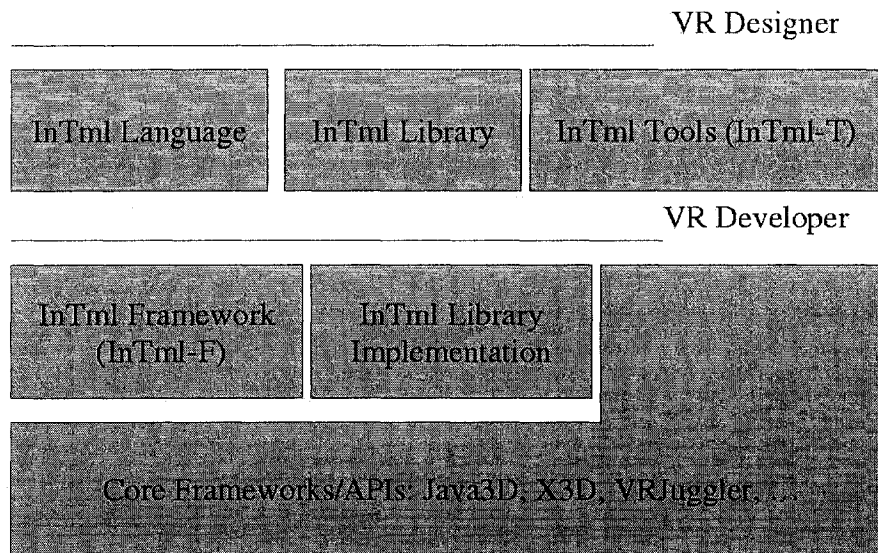 VR Designer
InTml Language
InTml Library
InTml Tools (InTml-T)
VR Developer
InTml Framework
(InTml-F)
InTml Library
Implementation
Core Frameworks/APIs: Java3D, X3D, VRJuggler, ...